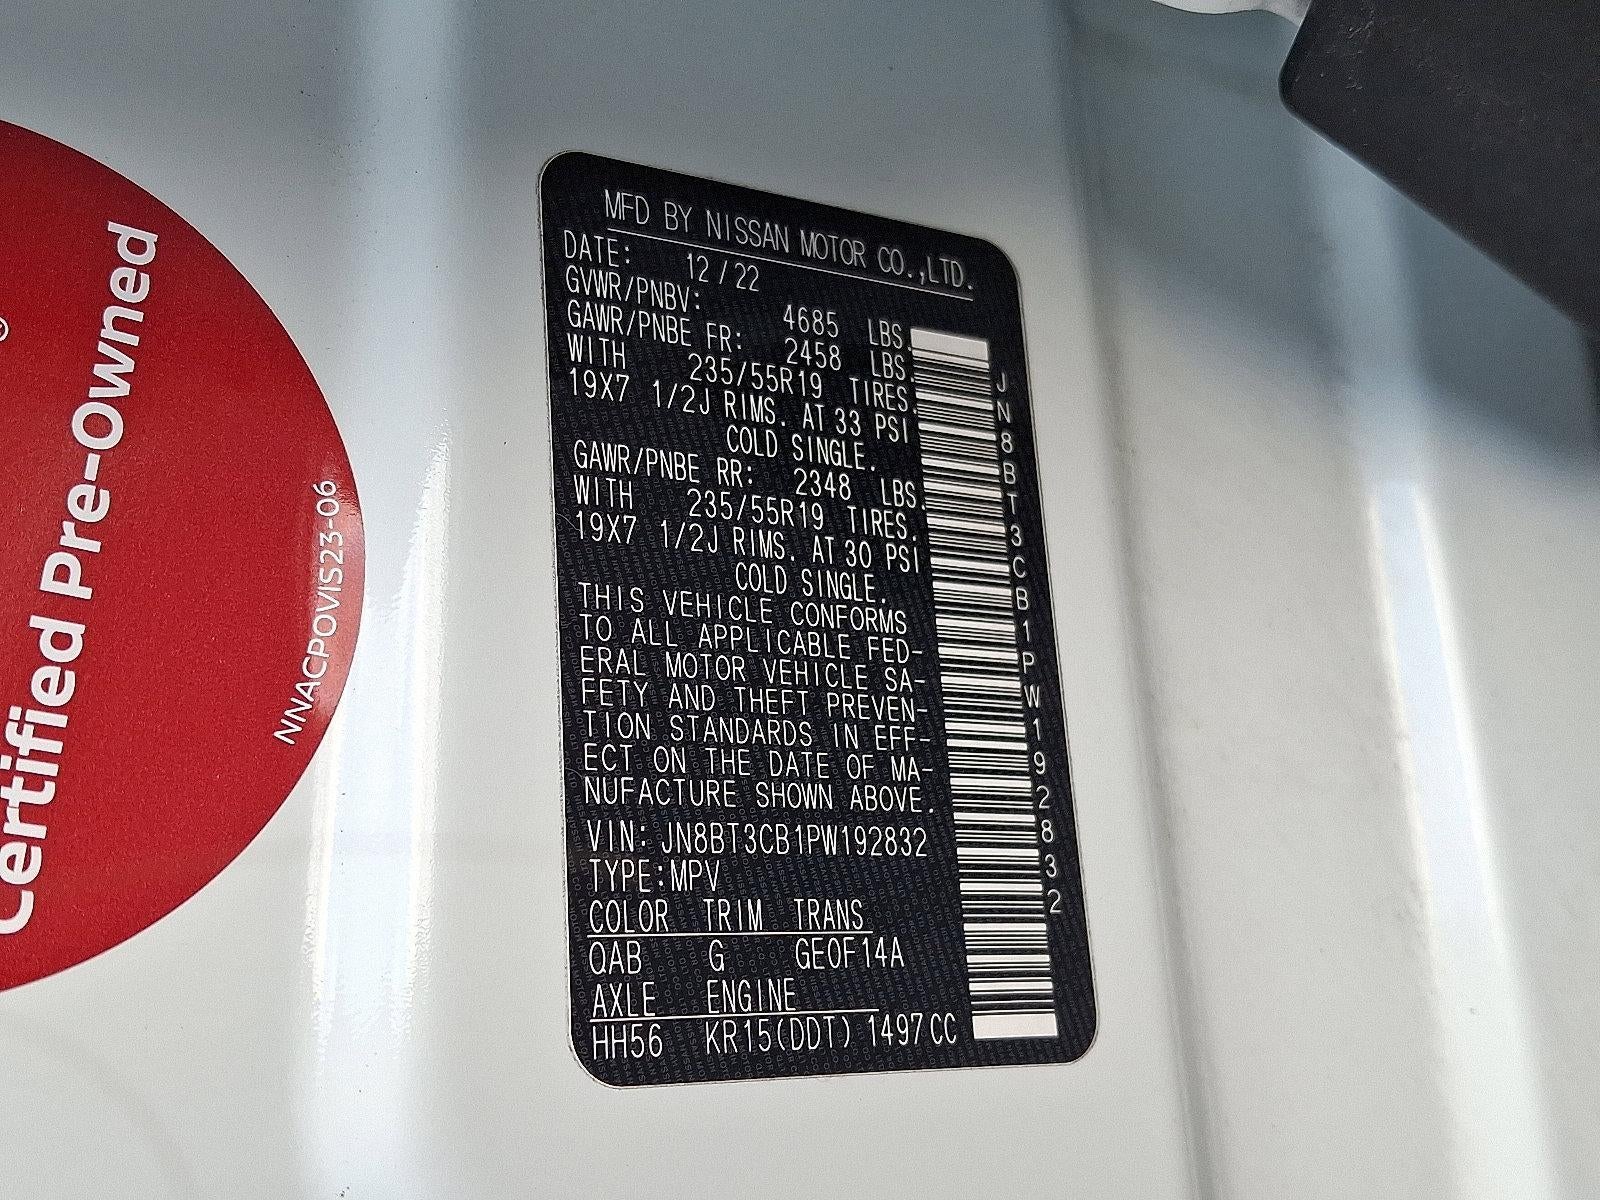 Certified Pre-Owned
®
NNACPOVIS23-06
MFD BY NISSAN MOTOR CO.,LTD.
DATE: 12/22
GVWR/PNBV: 4685 LBS.
GAWR/PNBE FR: 2458 LBS.
WITH 235/55R19 TIRES.
19X7 1/2J RIMS. AT 33 PSI
COLD SINGLE.
GAWR/PNBE RR: 2348 LBS.
WITH 235/55R19 TIRES.
19X7 1/2J RIMS. AT 30 PSI
COLD SINGLE.
THIS VEHICLE CONFORMS
TO ALL APPLICABLE FED-
ERAL MOTOR VEHICLE SA-
FETY AND THEFT PREVEN-
TION STANDARDS IN EFF-
ECT ON THE DATE OF MA-
NUFACTURE SHOWN ABOVE.
VIN: JN8BT3CB1PW192832
TYPE:MPV
COLOR TRIM TRANS
QAB G GE0F14A
AXLE ENGINE
HH56 KR15(DDT) 1497CC
JN8BT3CB1PW192832